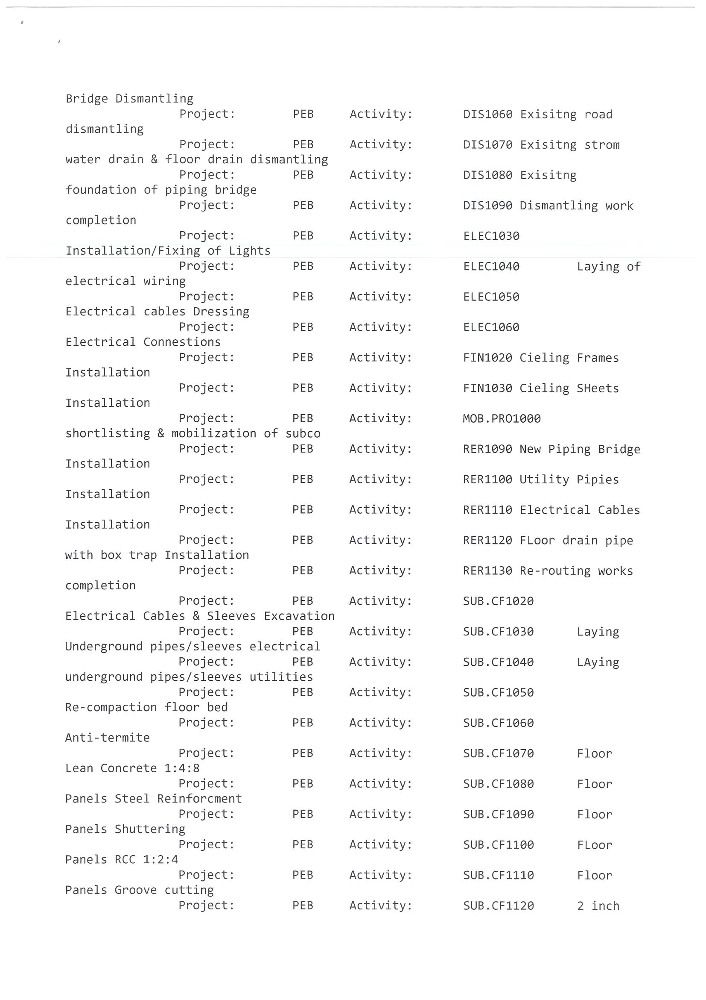 Bridge Dismantling
Project: PEB Activity: DIS1060 Exisitng road
dismantling
Project: PEB Activity: DIS1070 Exisitng strom
water drain & floor drain dismantling
Project: PEB Activity: DIS1080 Exisitng
foundation of piping bridge
Project: PEB Activity: DIS1090 Dismantling work
completion
Project: PEB Activity: ELEC1030
Installation/Fixing of Lights
Project: PEB Activity: ELEC1040 Laying of
electrical wiring
Project: PEB Activity: ELEC1050
Electrical cables Dressing
Project: PEB Activity: ELEC1060
Electrical Connestions
Project: PEB Activity: FIN1020 Cieling Frames
Installation
Project: PEB Activity: FIN1030 Cieling SHeets
Installation
Project: PEB Activity: MOB.PRO1000
shortlisting & mobilization of subco
Project: PEB Activity: RER1090 New Piping Bridge
Installation
Project: PEB Activity: RER1100 Utility Pipies
Installation
Project: PEB Activity: RER1110 Electrical Cables
Installation
Project: PEB Activity: RER1120 FLoor drain pipe
with box trap Installation
Project: PEB Activity: RER1130 Re-routing works
completion
Project: PEB Activity: SUB.CF1020
Electrical Cables & Sleeves Excavation
Project: PEB Activity: SUB.CF1030 Laying
Underground pipes/sleeves electrical
Project: PEB Activity: SUB.CF1040 LAying
underground pipes/sleeves utilities
Project: PEB Activity: SUB.CF1050
Re-compaction floor bed
Project: PEB Activity: SUB.CF1060
Anti-termite
Project: PEB Activity: SUB.CF1070 Floor
Lean Concrete 1:4:8
Project: PEB Activity: SUB.CF1080 Floor
Panels Steel Reinforcment
Project: PEB Activity: SUB.CF1090 Floor
Panels Shuttering
Project: PEB Activity: SUB.CF1100 FLoor
Panels RCC 1:2:4
Project: PEB Activity: SUB.CF1110 Floor
Panels Groove cutting
Project: PEB Activity: SUB.CF1120 2 inch